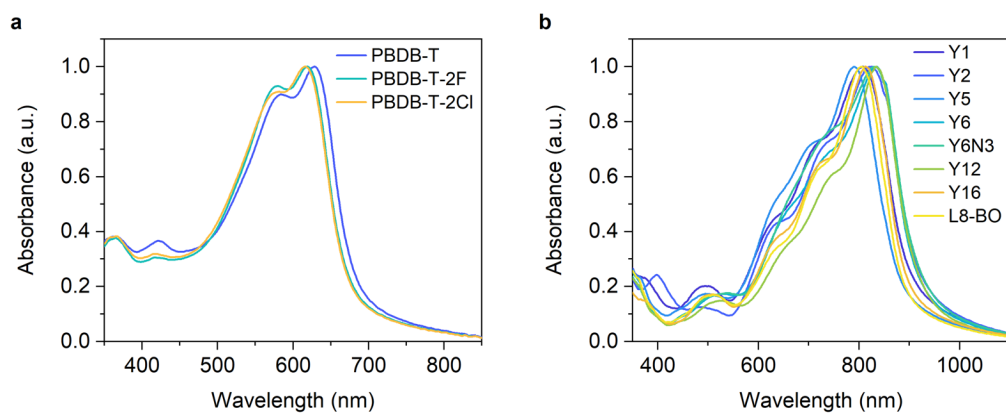 a
PBDB-T
PBDB-T-2F
PBDB-T-2Cl
1.0
0.8
0.6
0.4
0.2
0.0
Absorbance (a.u.)
400 500 600 700 800
Wavelength (nm)
b
Y1
Y2
Y5
Y6
Y6N3
Y12
Y16
L8-BO
1.0
0.8
0.6
0.4
0.2
0.0
Absorbance (a.u.)
400 600 800 1000
Wavelength (nm)